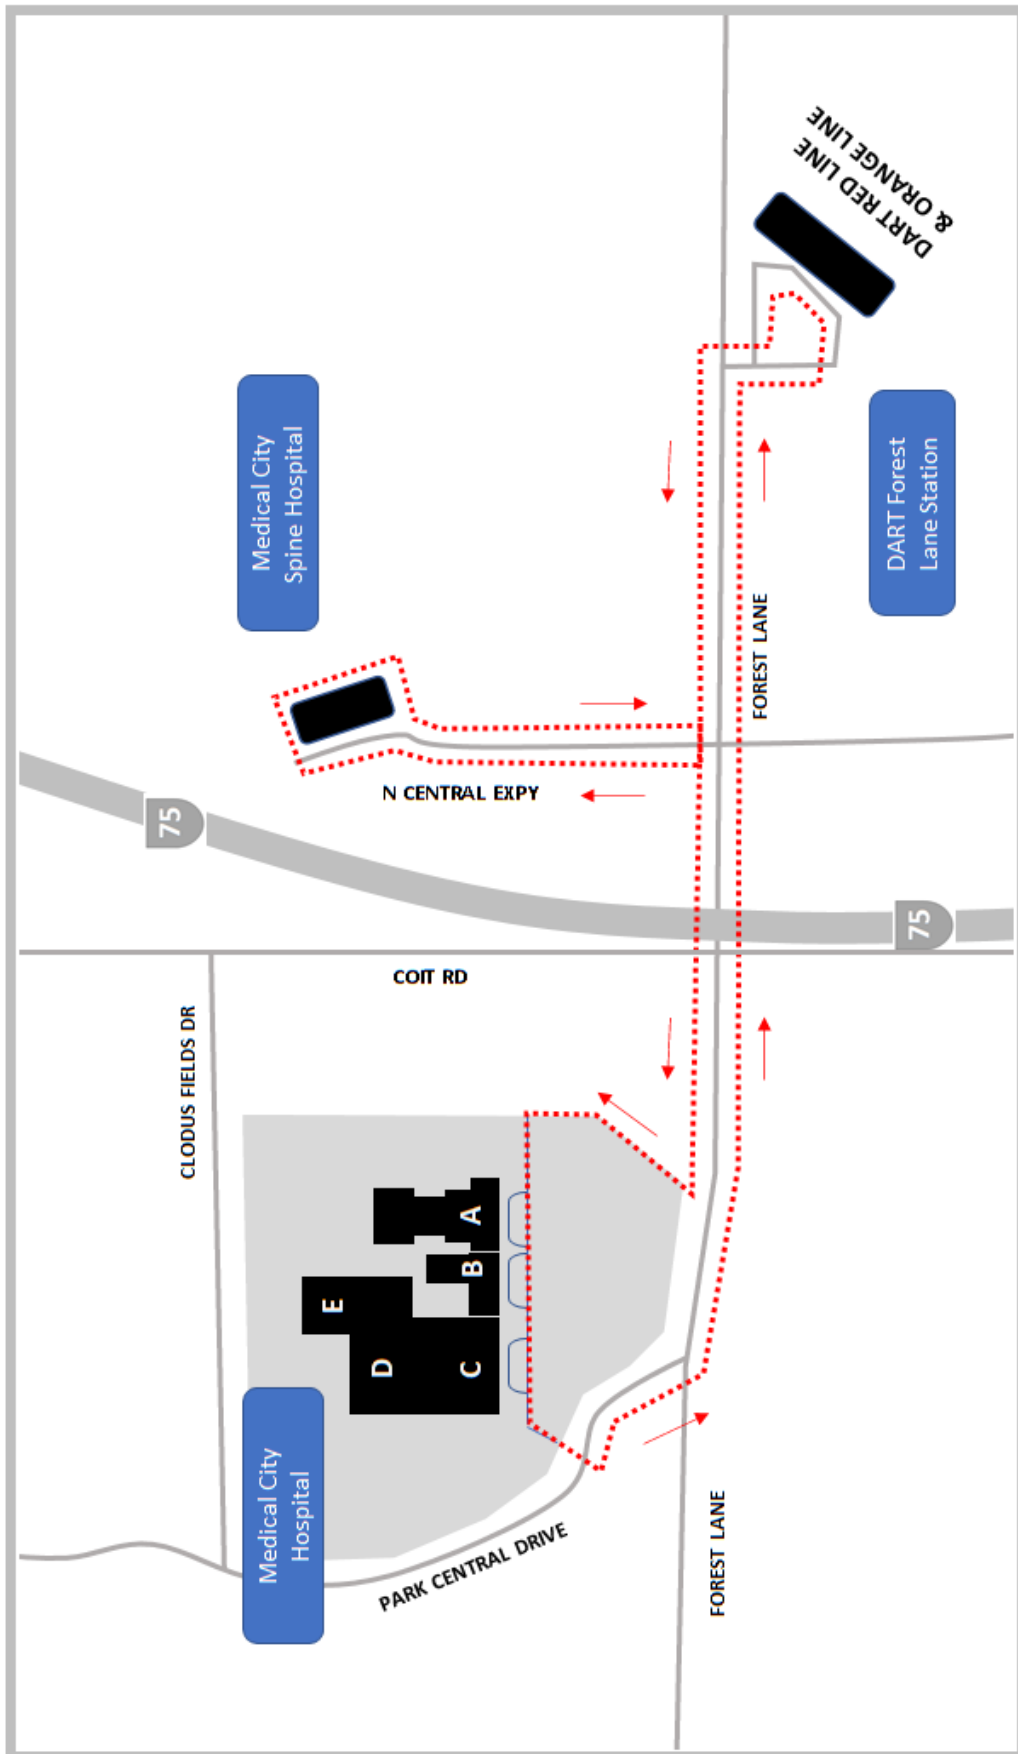 CLODUS FIELDS DR
Medical City
Hospital
E
D
C
B
A
PARK CENTRAL DRIVE
FOREST LANE
COIT RD
75
75
N CENTRAL EXPY
Medical City
Spine Hospital
FOREST LANE
DART Forest
Lane Station
DART RED LINE
& ORANGE LINE